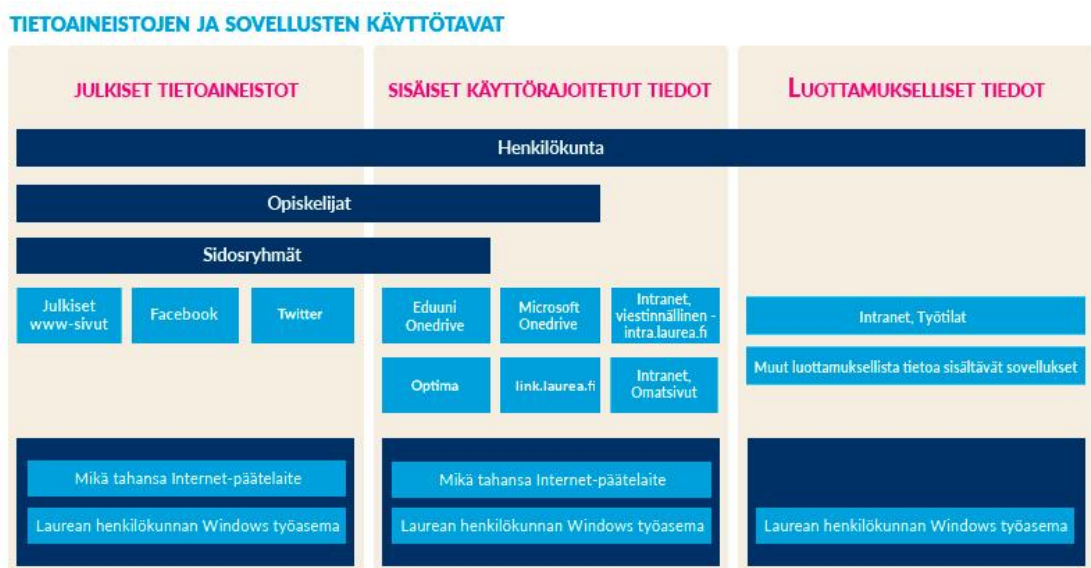 TIETOAINEISTOJEN JA SOVELLUSTEN KÄYTTÖTAVAT
JULKISET TIETOAINEISTOT
SISÄISET KÄYTTÖRAJOITETUT TIEDOT
LUOTTAMUKSELLISET TIEDOT
Henkilökunta
Opiskelijat
Sidosryhmät
Julkiset
www-sivut
Facebook
Twitter
Eduuni
Onedrive
Microsoft
Onedrive
Intranet,
viestinnällinen -
intra.laurea.fi
Optima
link.laurea.fi
Intranet,
Omatsivut
Intranet, Työtilat
Muut luottamuksellista tietoa sisältävät sovellukset
Mikä tahansa Internet-päätelaite
Laurean henkilökunnan Windows työasema
Mikä tahansa Internet-päätelaite
Laurean henkilökunnan Windows työasema
Laurean henkilökunnan Windows työasema